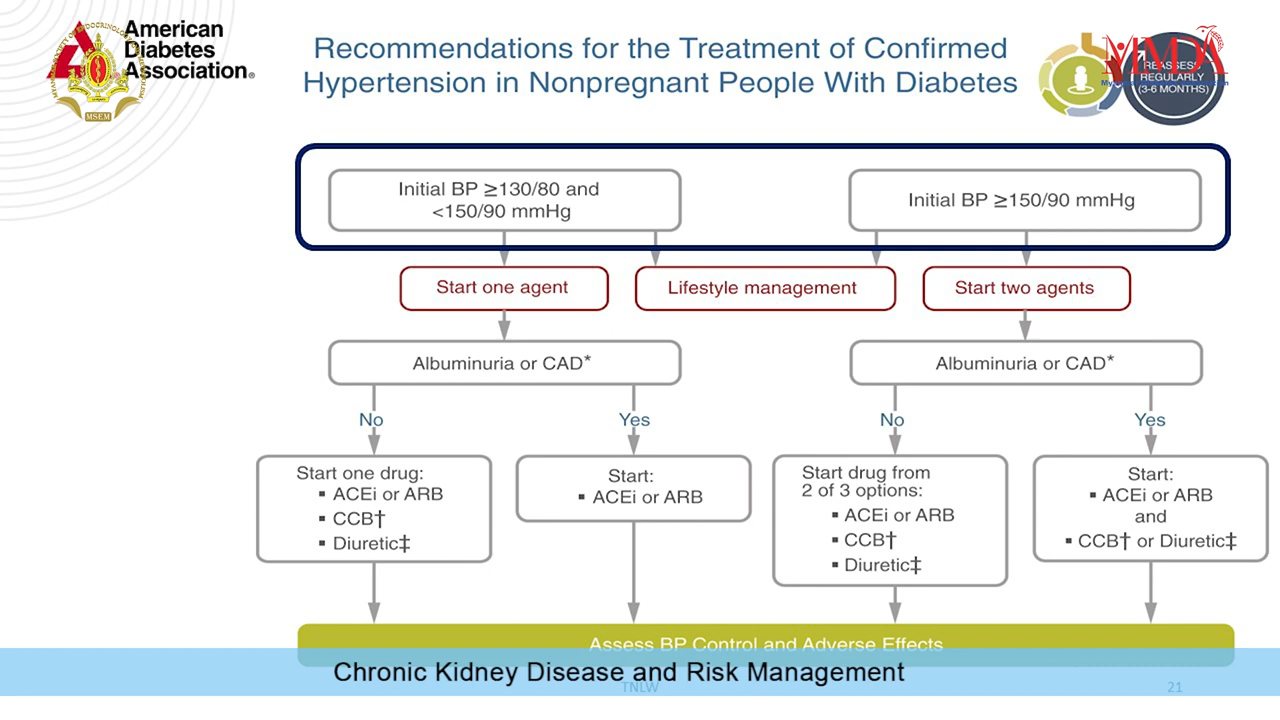 American
Diabetes
Association®
MSEM
Recommendations for the Treatment of Confirmed
Hypertension in Nonpregnant People With Diabetes
MMDA
REASSESS
REGULARLY
(3-6 MONTHS)
Initial BP ≥130/80 and
<150/90 mmHg
Initial BP ≥150/90 mmHg
Start one agent
Lifestyle management
Start two agents
Albuminuria or CAD*
Albuminuria or CAD*
No
Yes
No
Yes
Start one drug:
▪ ACEi or ARB
▪ CCB†
▪ Diuretic‡
Start:
▪ ACEi or ARB
Start drug from
2 of 3 options:
▪ ACEi or ARB
▪ CCB†
▪ Diuretic‡
Start:
▪ ACEi or ARB
and
▪ CCB† or Diuretic‡
Assess BP Control and Adverse Effects
Chronic Kidney Disease and Risk Management
TNLW
21